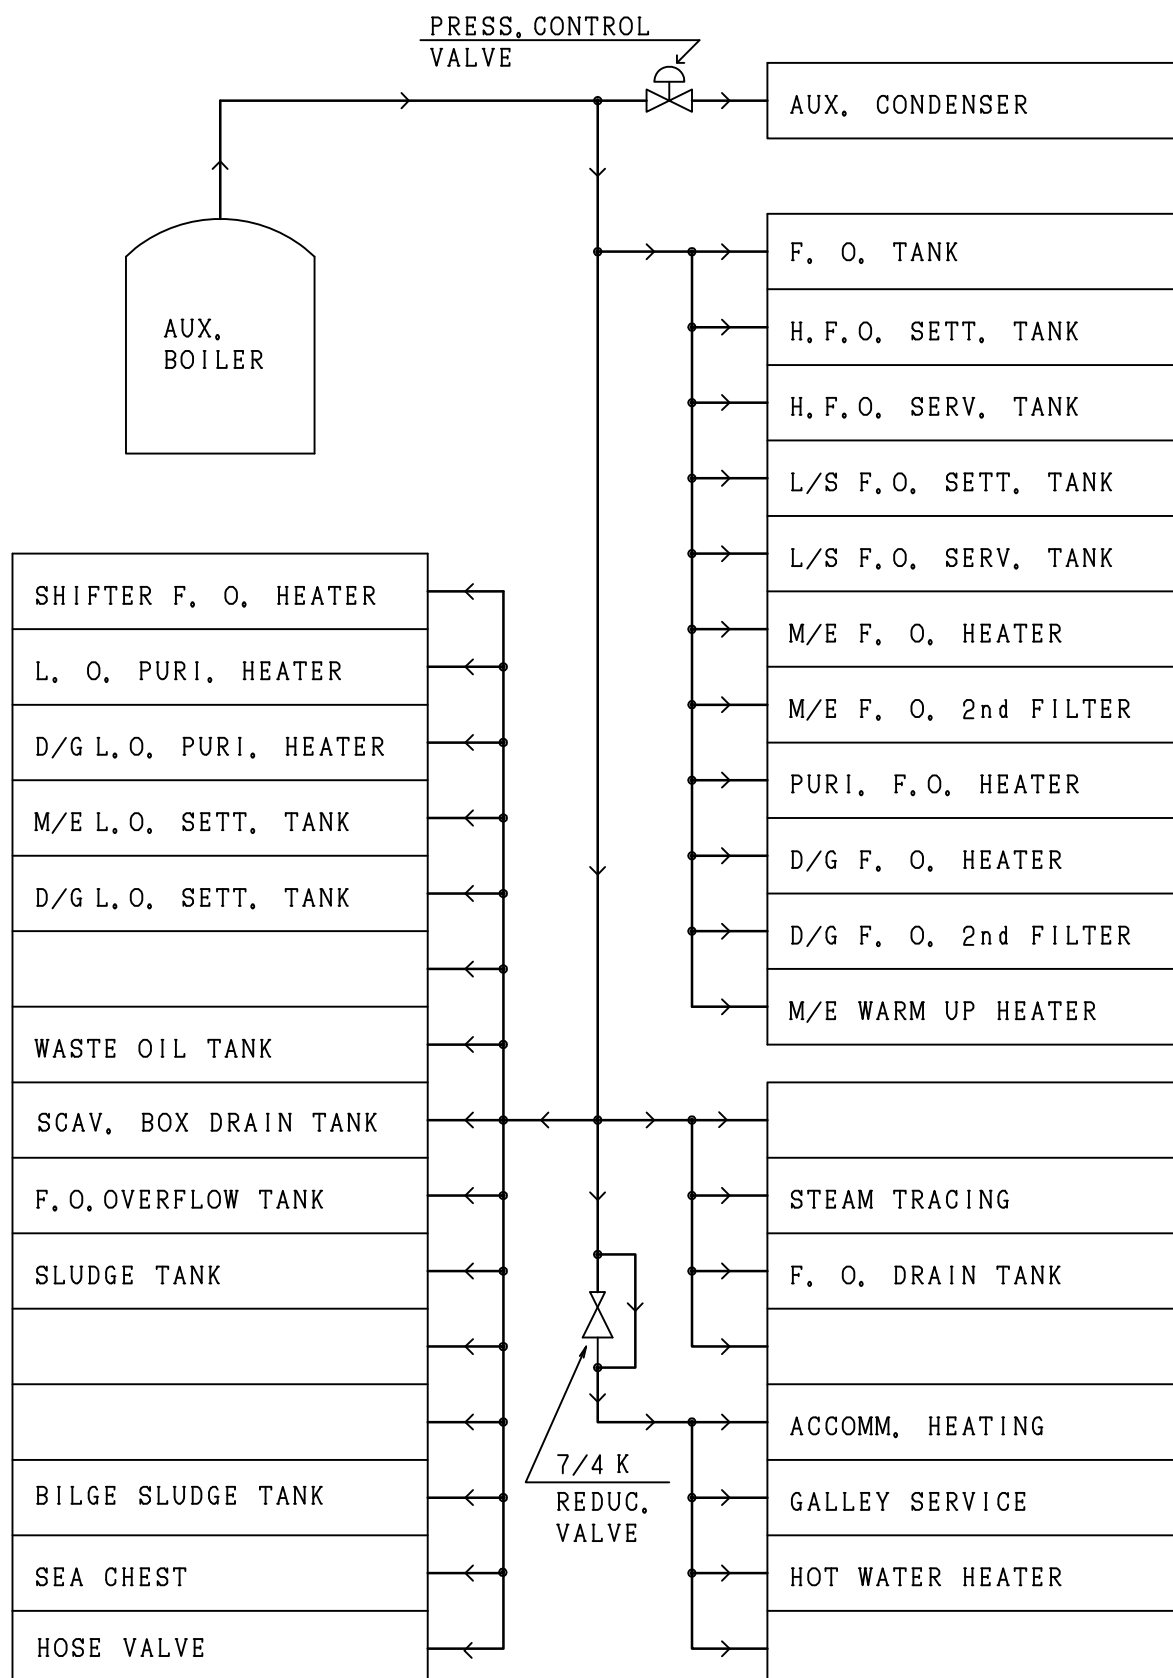 PRESS. CONTROL
VALVE
AUX. CONDENSER
AUX.
BOILER
F. O. TANK
H.F.O. SETT. TANK
H.F.O. SERV. TANK
L/S F.O. SETT. TANK
L/S F.O. SERV. TANK
M/E F. O. HEATER
M/E F. O. 2nd FILTER
PURI. F.O. HEATER
D/G F. O. HEATER
D/G F. O. 2nd FILTER
M/E WARM UP HEATER
SHIFTER F. O. HEATER
L. O. PURI. HEATER
D/G L.O. PURI. HEATER
M/E L.O. SETT. TANK
D/G L.O. SETT. TANK
WASTE OIL TANK
SCAV. BOX DRAIN TANK
F.O.OVERFLOW TANK
SLUDGE TANK
BILGE SLUDGE TANK
SEA CHEST
HOSE VALVE
7/4 K
REDUC.
VALVE
STEAM TRACING
F. O. DRAIN TANK
ACCOMM. HEATING
GALLEY SERVICE
HOT WATER HEATER